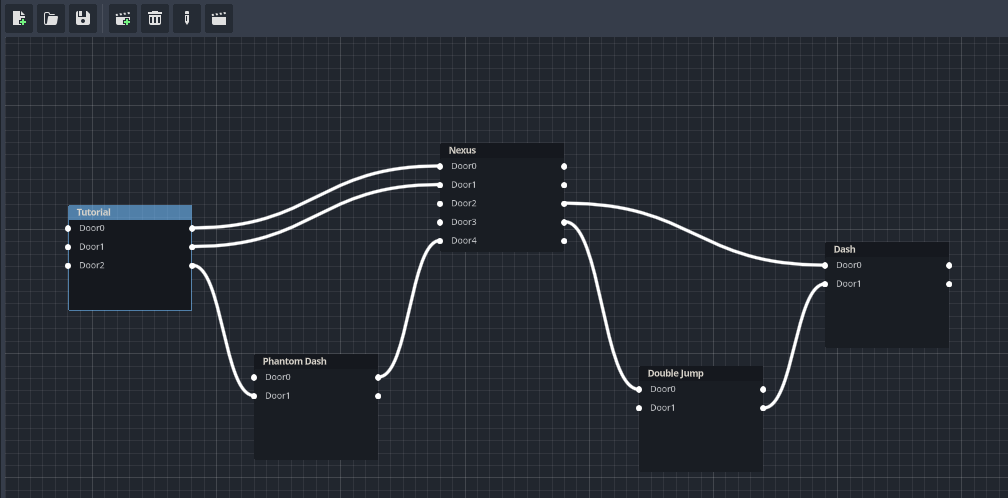 Nexus
Door0
Door1
Door2
Door3
Door4
Tutorial
Door0
Door1
Door2
Dash
Door0
Door1
Phantom Dash
Door0
Door1
Double Jump
Door0
Door1